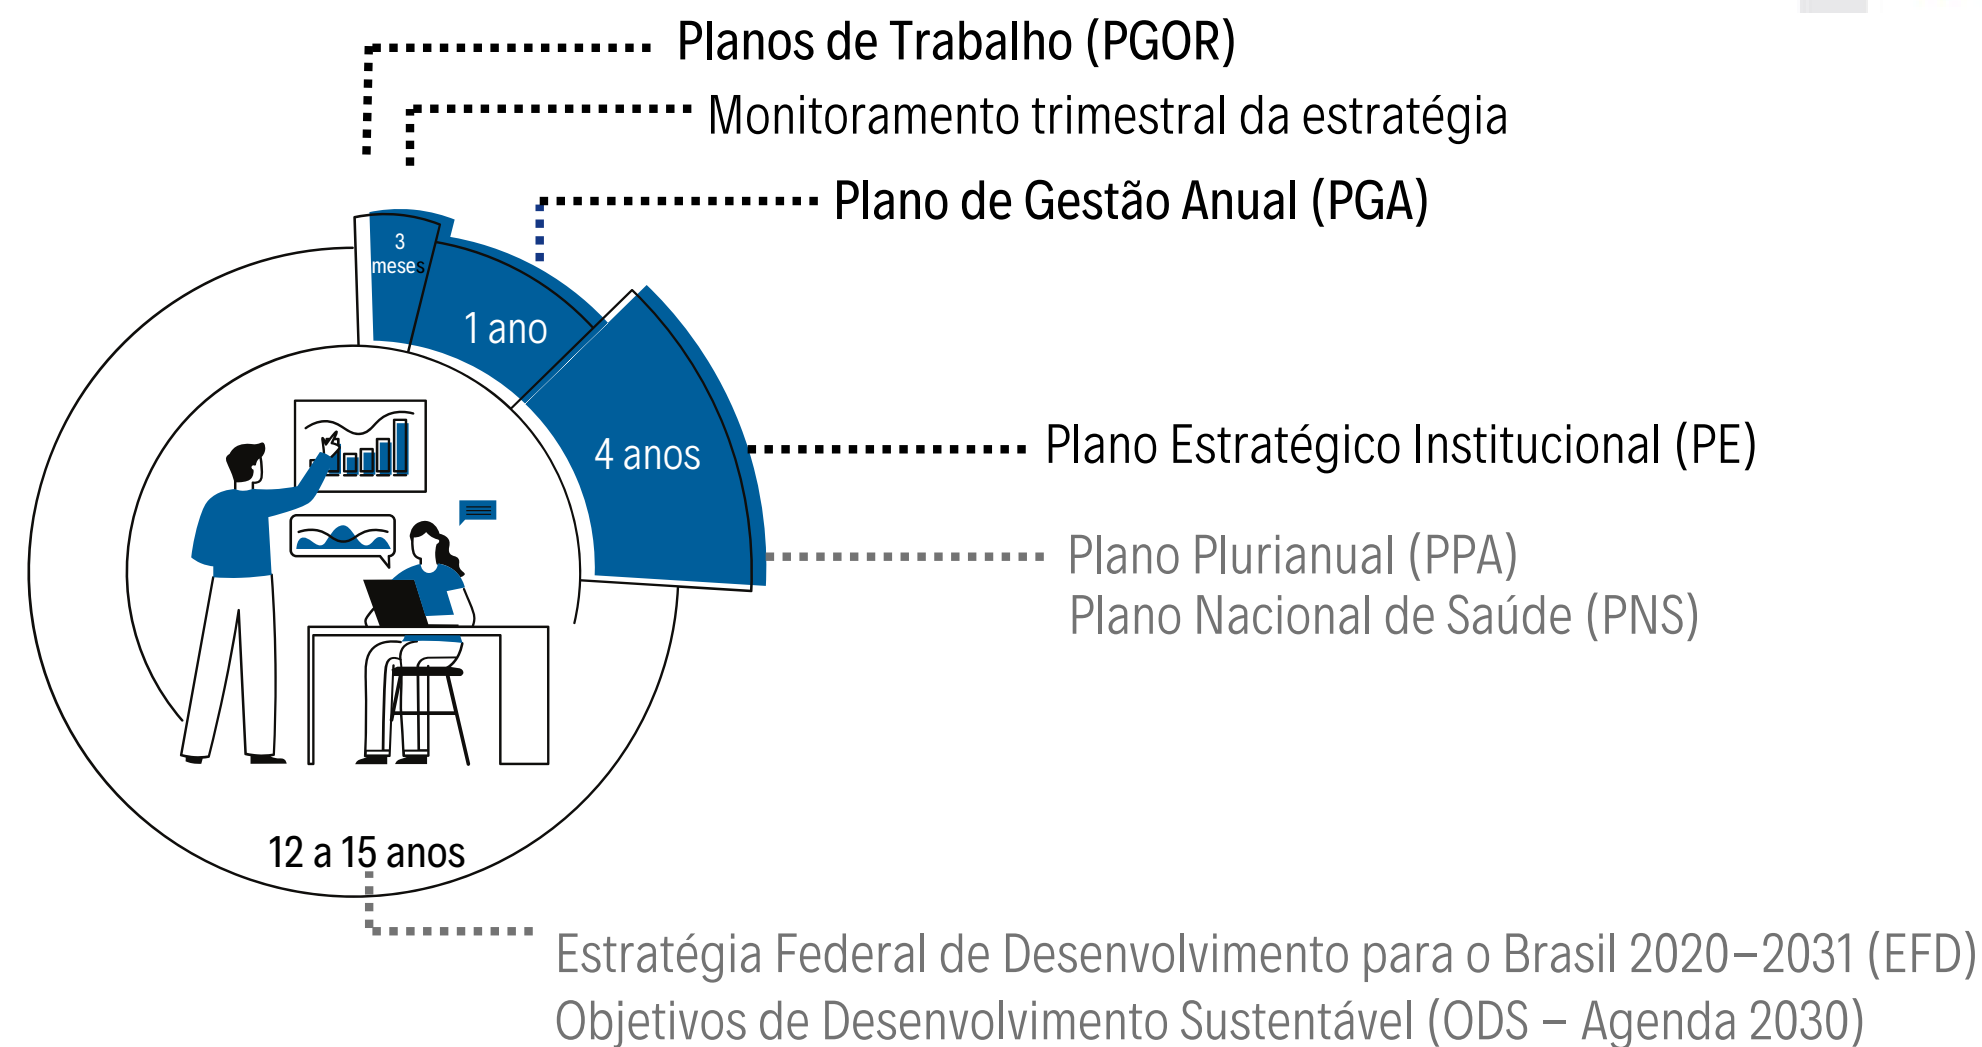 Planos de Trabalho (PGOR)
Monitoramento trimestral da estratégia
Plano de Gestão Anual (PGA)
3
meses
1 ano
4 anos
Plano Estratégico Institucional (PE)
Plano Plurianual (PPA)
Plano Nacional de Saúde (PNS)
12 a 15 anos
Estratégia Federal de Desenvolvimento para o Brasil 2020–2031 (EFD)
Objetivos de Desenvolvimento Sustentável (ODS – Agenda 2030)